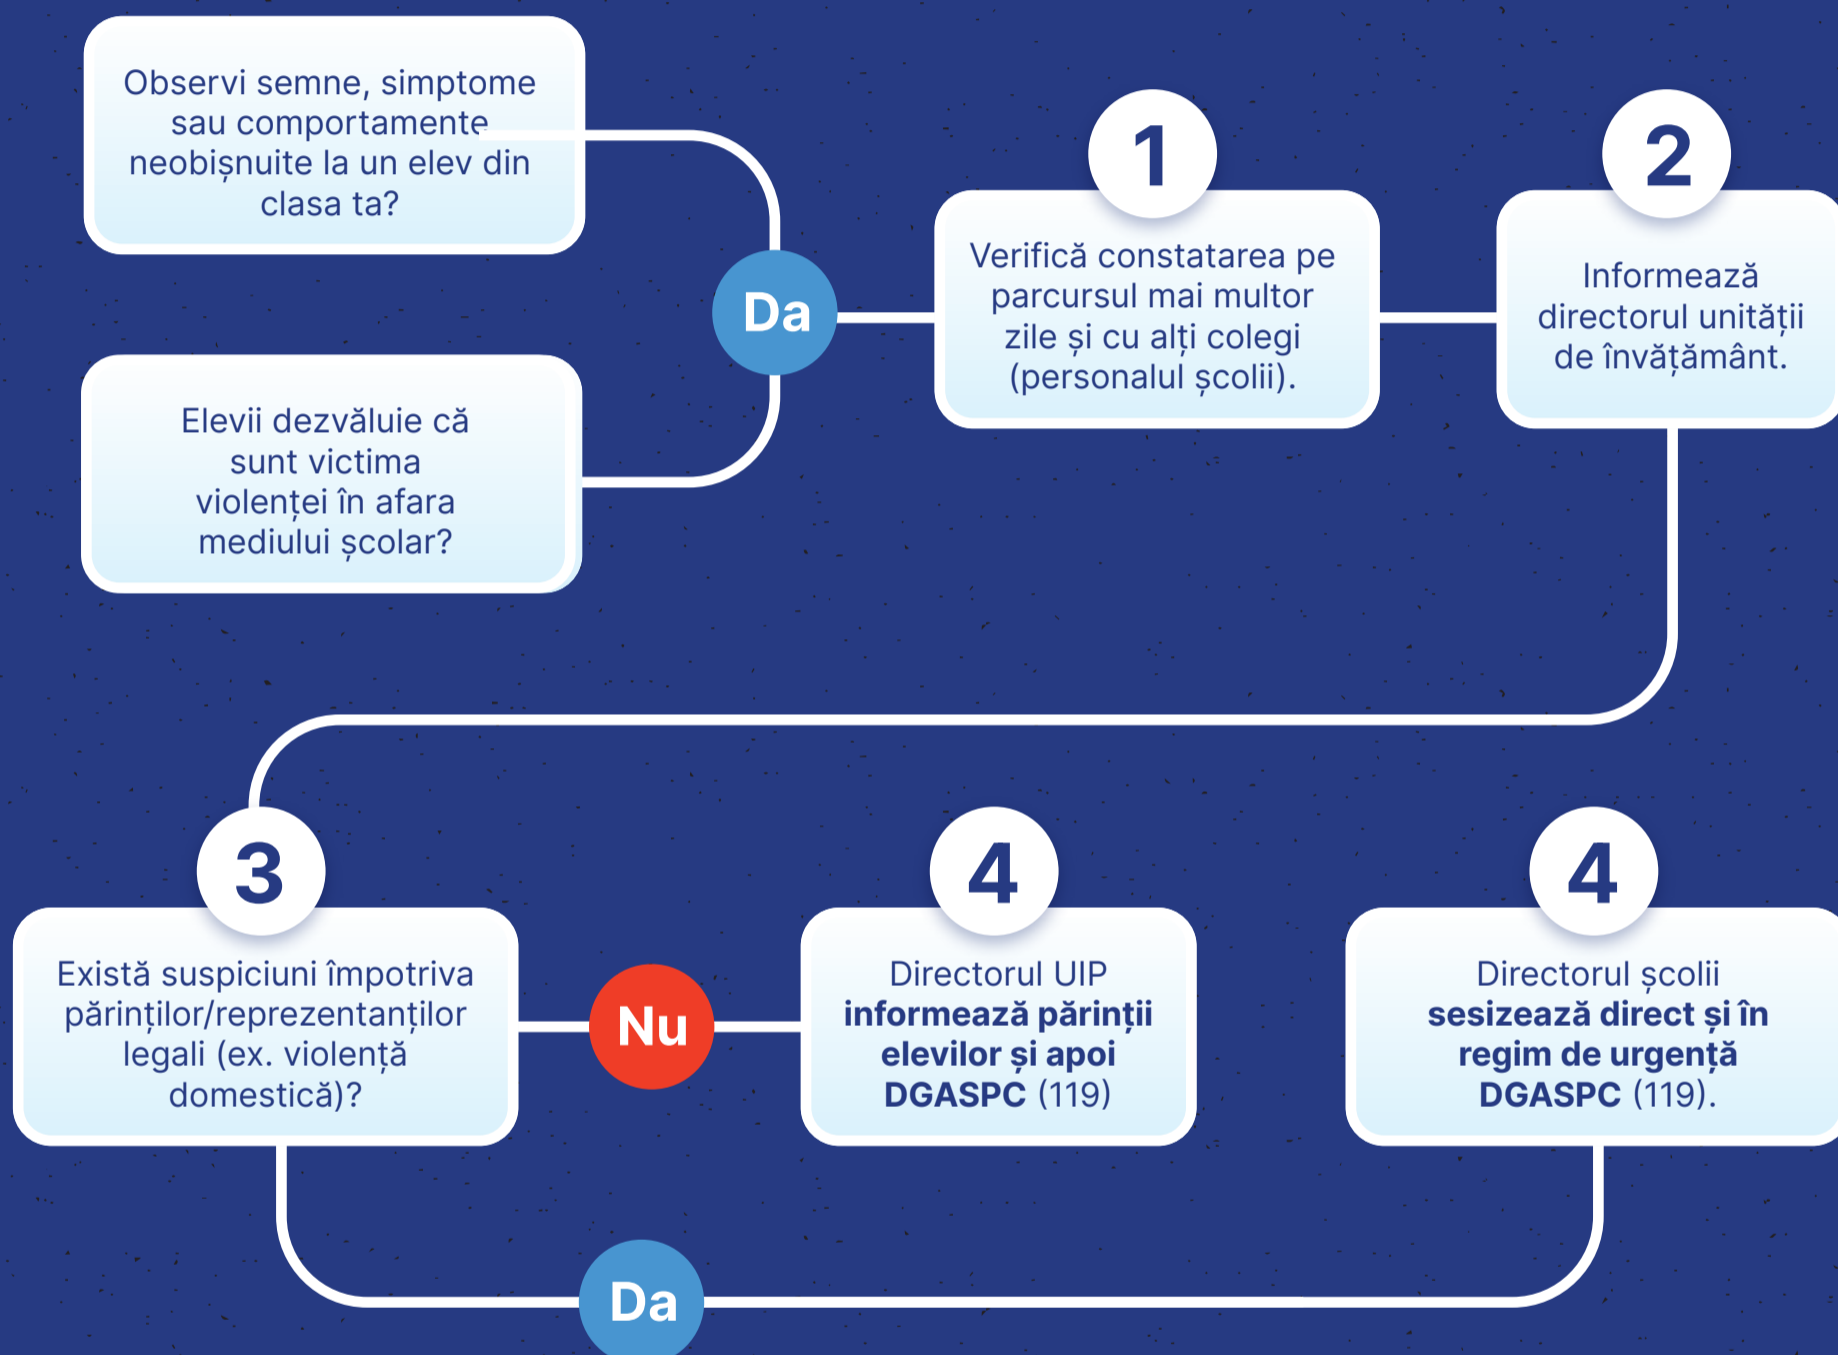 Observi semne, simptome
sau comportamente
neobișnuite la un elev din
clasa ta?
Elevii dezvăluie că
sunt victima
violenței în afara
mediului școlar?
Da
1
Verifică constatarea pe
parcursul mai multor
zile și cu alți colegi
(personalul școlii).
2
Informează
directorul unității
de învățământ.
3
Există suspiciuni împotriva
părinților/reprezentanților
legali (ex. violență
domestică)?
Nu
4
Directorul UIP
informează părinții
elevilor și apoi
DGASPC (119)
4
Directorul școlii
sesizează direct și în
regim de urgență
DGASPC (119).
Da